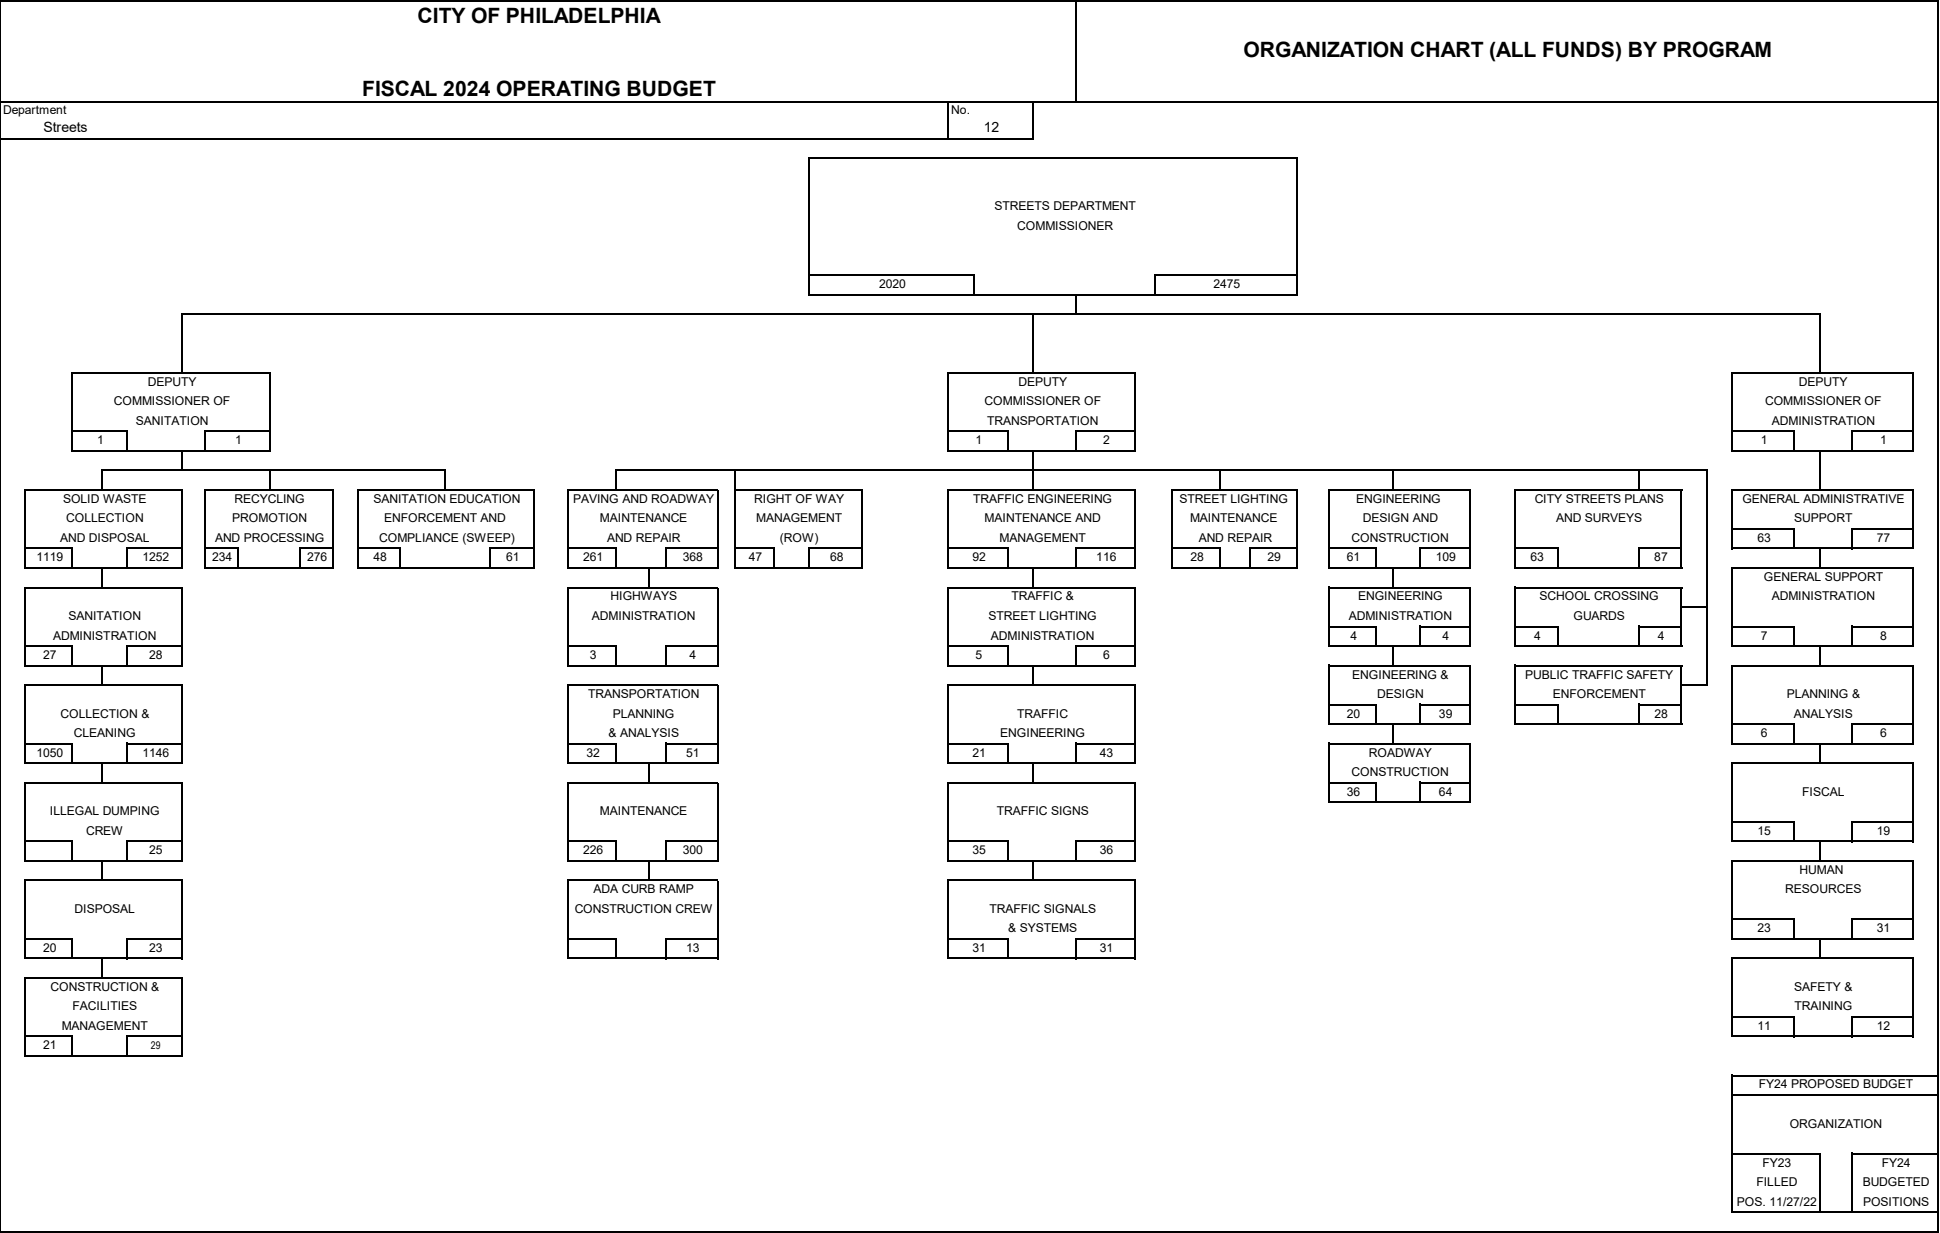 CITY OF PHILADELPHIA
FISCAL 2024 OPERATING BUDGET
ORGANIZATION CHART (ALL FUNDS) BY PROGRAM
Department
Streets
No.
12
STREETS DEPARTMENT
COMMISSIONER
2020 2475
DEPUTY
COMMISSIONER OF
SANITATION
1 1
DEPUTY
COMMISSIONER OF
TRANSPORTATION
1 2
DEPUTY
COMMISSIONER OF
ADMINISTRATION
1 1
SOLID WASTE
COLLECTION
AND DISPOSAL
1119 1252
RECYCLING
PROMOTION
AND PROCESSING
234 276
SANITATION EDUCATION
ENFORCEMENT AND
COMPLIANCE (SWEEP)
48 61
PAVING AND ROADWAY
MAINTENANCE
AND REPAIR
261 368
RIGHT OF WAY
MANAGEMENT
(ROW)
47 68
TRAFFIC ENGINEERING
MAINTENANCE AND
MANAGEMENT
92 116
STREET LIGHTING
MAINTENANCE
AND REPAIR
28 29
ENGINEERING
DESIGN AND
CONSTRUCTION
61 109
CITY STREETS PLANS
AND SURVEYS
63 87
GENERAL ADMINISTRATIVE
SUPPORT
63 77
SANITATION
ADMINISTRATION
27 28
HIGHWAYS
ADMINISTRATION
3 4
TRAFFIC &
STREET LIGHTING
ADMINISTRATION
5 6
ENGINEERING
ADMINISTRATION
4 4
SCHOOL CROSSING
GUARDS
4 4
GENERAL SUPPORT
ADMINISTRATION
7 8
COLLECTION &
CLEANING
1050 1146
TRANSPORTATION
PLANNING
& ANALYSIS
32 51
TRAFFIC
ENGINEERING
21 43
ENGINEERING &
DESIGN
20 39
PUBLIC TRAFFIC SAFETY
ENFORCEMENT
28
PLANNING &
ANALYSIS
6 6
ILLEGAL DUMPING
CREW
25
MAINTENANCE
226 300
TRAFFIC SIGNS
35 36
ROADWAY
CONSTRUCTION
36 64
FISCAL
15 19
DISPOSAL
20 23
ADA CURB RAMP
CONSTRUCTION CREW
13
TRAFFIC SIGNALS
& SYSTEMS
31 31
HUMAN
RESOURCES
23 31
CONSTRUCTION &
FACILITIES
MANAGEMENT
21 29
SAFETY &
TRAINING
11 12
FY24 PROPOSED BUDGET
ORGANIZATION
FY23
FILLED
POS. 11/27/22
FY24
BUDGETED
POSITIONS